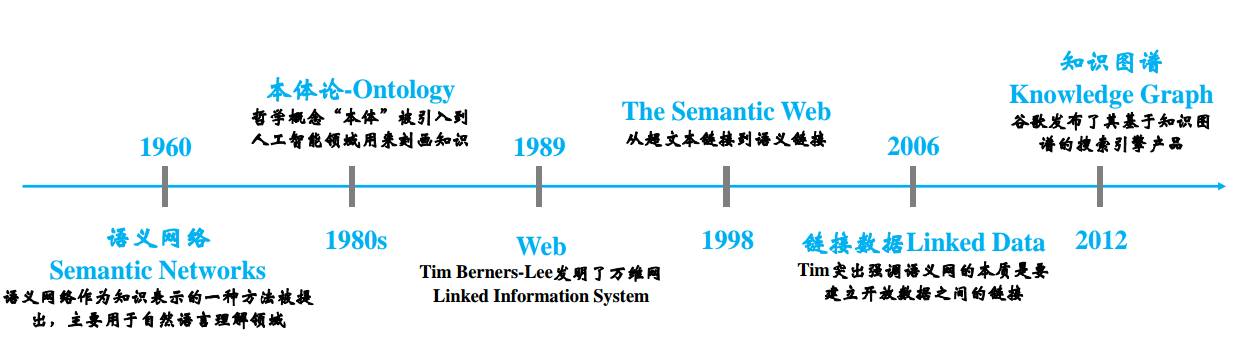 1960
语义网络
Semantic Networks
语义网络作为知识表示的一种方法被提
出，主要用于自然语言理解领域
本体论-Ontology
哲学概念“本体”被引入到
人工智能领域用来刻画知识
1980s
1989
Web
Tim Berners-Lee发明了万维网
Linked Information System
The Semantic Web
从超文本链接到语义链接
1998
2006
链接数据Linked Data
Tim突出强调语义网的本质是要
建立开放数据之间的链接
知识图谱
Knowledge Graph
谷歌发布了其基于知识图
谱的搜索引擎产品
2012